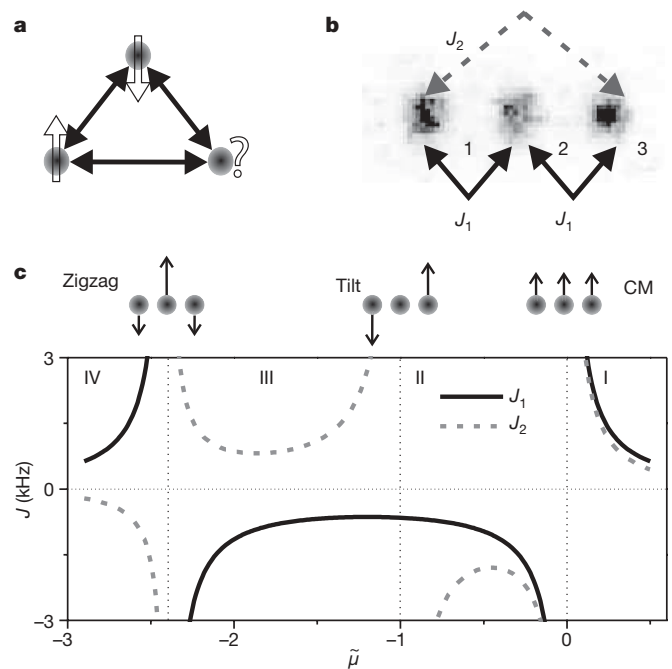 a
b
?
J₂
1
2
3
J₁
J₁
c
Zigzag
Tilt
CM
3
IV
III
II
I
J₁
J₂
J (kHz)
0
−3
−3
−2
−1
0
μ̃